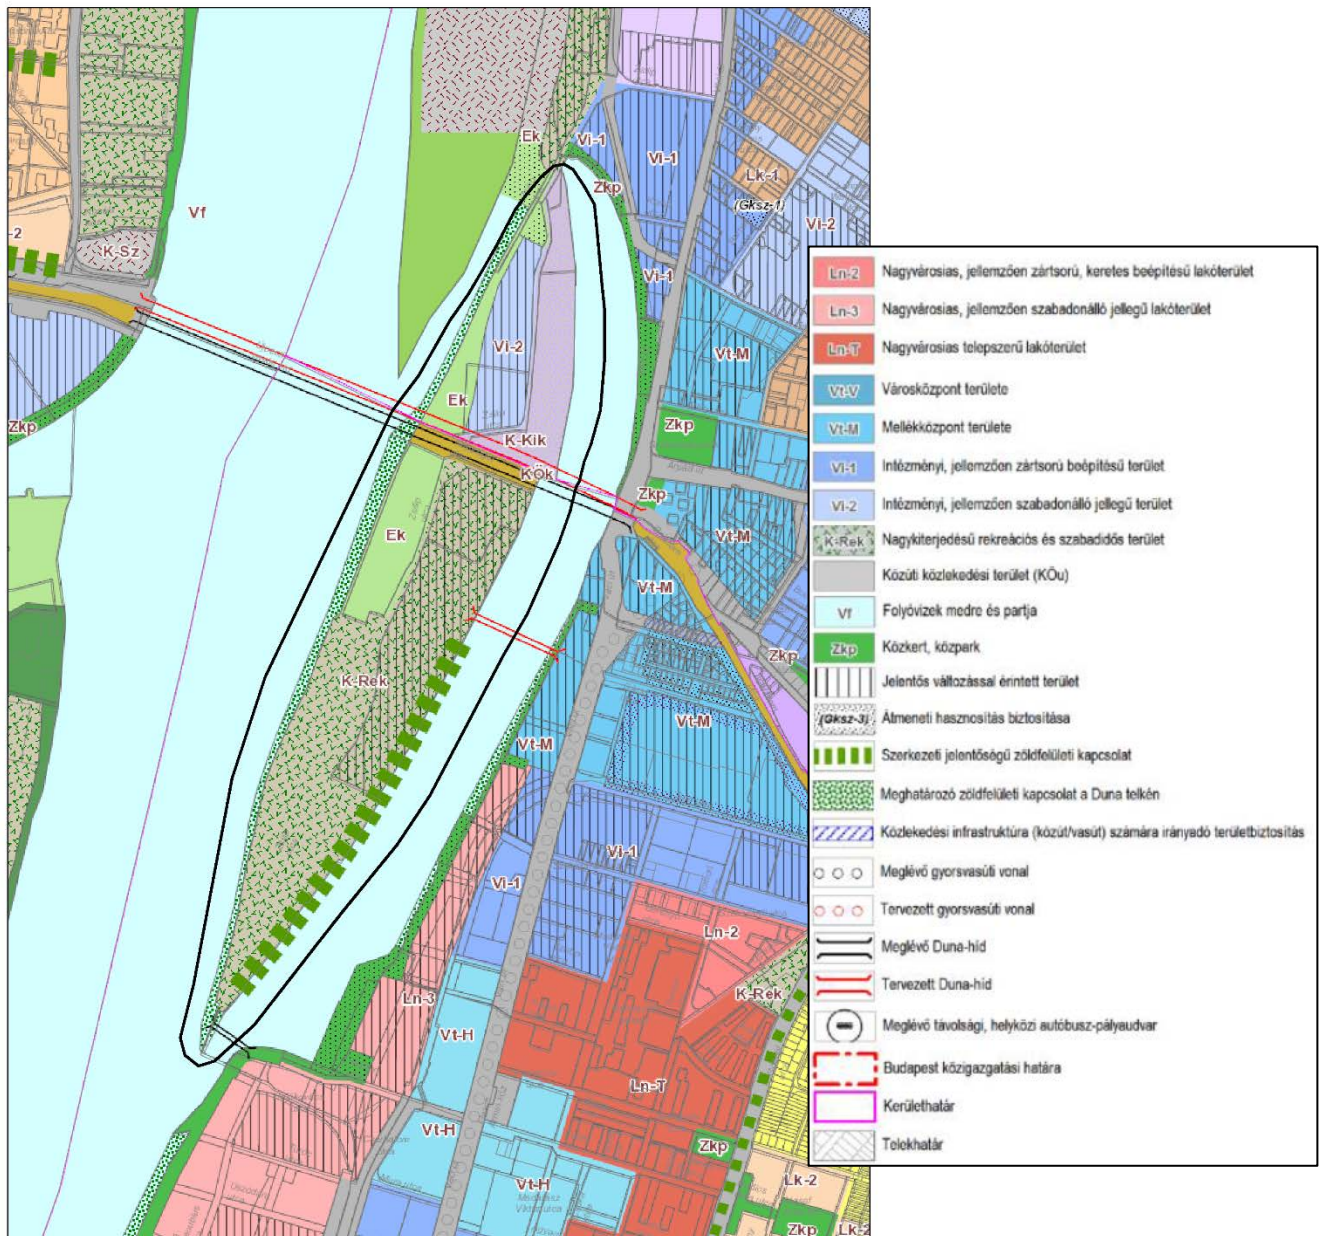 Ek
Vi-1
Vi-1
Zkp
Lk-1
(Gksz-1)
Vi-2
Vf
-2
K-Sz
Vi-1
Vi-2
Vt-M
Ek
Zkp
Zkp
K-Kik
KÖk
Zkp
Ek
Vt-M
Vt-M
Zkp
K-Rek
Vt-M
Vt-M
Vi-1
Vi-1
Ln-2
K-Rek
Ln-3
Vt-H
Ln-T
Vt-H
Zkp
Vt-H
Lk-2
Zkp
Lk-2
Ln-2 Nagyvárosias, jellemzően zártsorú, keretes beépítésű lakóterület
Ln-3 Nagyvárosias, jellemzően szabadonálló jellegű lakóterület
Ln-T Nagyvárosias telepszerű lakóterület
Vt-V Városközpont területe
Vt-M Mellékközpont területe
Vi-1 Intézményi, jellemzően zártsorú beépítésű terület
Vi-2 Intézményi, jellemzően szabadonálló jellegű terület
K-Rek Nagykiterjedésű rekreációs és szabadidős terület
Közúti közlekedési terület (KÖu)
Vf Folyóvizek medre és partja
Zkp Közkert, közpark
Jelentős változással érintett terület
(Gksz-3) Átmeneti hasznosítás biztosítása
Szerkezeti jelentőségű zöldfelületi kapcsolat
Meghatározó zöldfelületi kapcsolat a Duna telkén
Közlekedési infrastruktúra (közút/vasút) számára irányadó területbiztosítás
Meglévő gyorsvasúti vonal
Tervezett gyorsvasúti vonal
Meglévő Duna-híd
Tervezett Duna-híd
Meglévő távolsági, helyközi autóbusz-pályaudvar
Budapest közigazgatási határa
Kerülethatár
Telekhatár